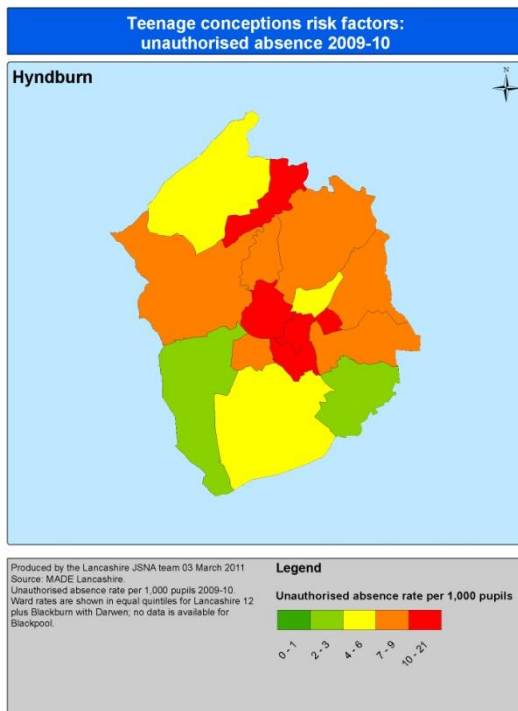 Teenage conceptions risk factors:
unauthorised absence 2009-10
Hyndburn
N
Produced by the Lancashire JSNA team 03 March 2011
Source: MADE Lancashire.
Unauthorised absence rate per 1,000 pupils 2009-10.
Ward rates are shown in equal quintiles for Lancashire 12
plus Blackburn with Darwen; no data is available for
Blackpool.
Legend
Unauthorised absence rate per 1,000 pupils
0 - 1
2 - 3
4 - 6
7 - 9
10 - 21